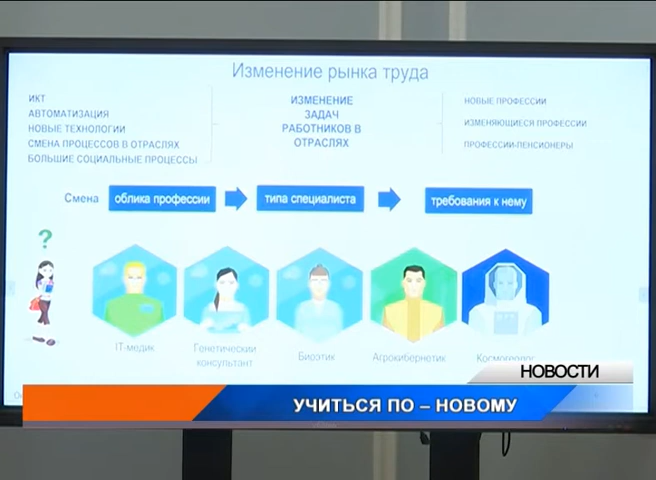 Изменение рынка труда
ИКТ
АВТОМАТИЗАЦИЯ
НОВЫЕ ТЕХНОЛОГИИ
СМЕНА ПРОЦЕССОВ В ОТРАСЛЯХ
БОЛЬШИЕ СОЦИАЛЬНЫЕ ПРОЦЕССЫ
ИЗМЕНЕНИЕ
ЗАДАЧ
РАБОТНИКОВ В
ОТРАСЛЯХ
НОВЫЕ ПРОФЕССИИ
ИЗМЕНЯЮЩИЕСЯ ПРОФЕССИИ
ПРОФЕССИИ-ПЕНСИОНЕРЫ
Смена облика профессии типа специалиста требования к нему
?
IT-медик
Генетический
консультант
Биоэтик
Агрокибернетик
Космогеолог
НОВОСТИ
УЧИТЬСЯ ПО – НОВОМУ